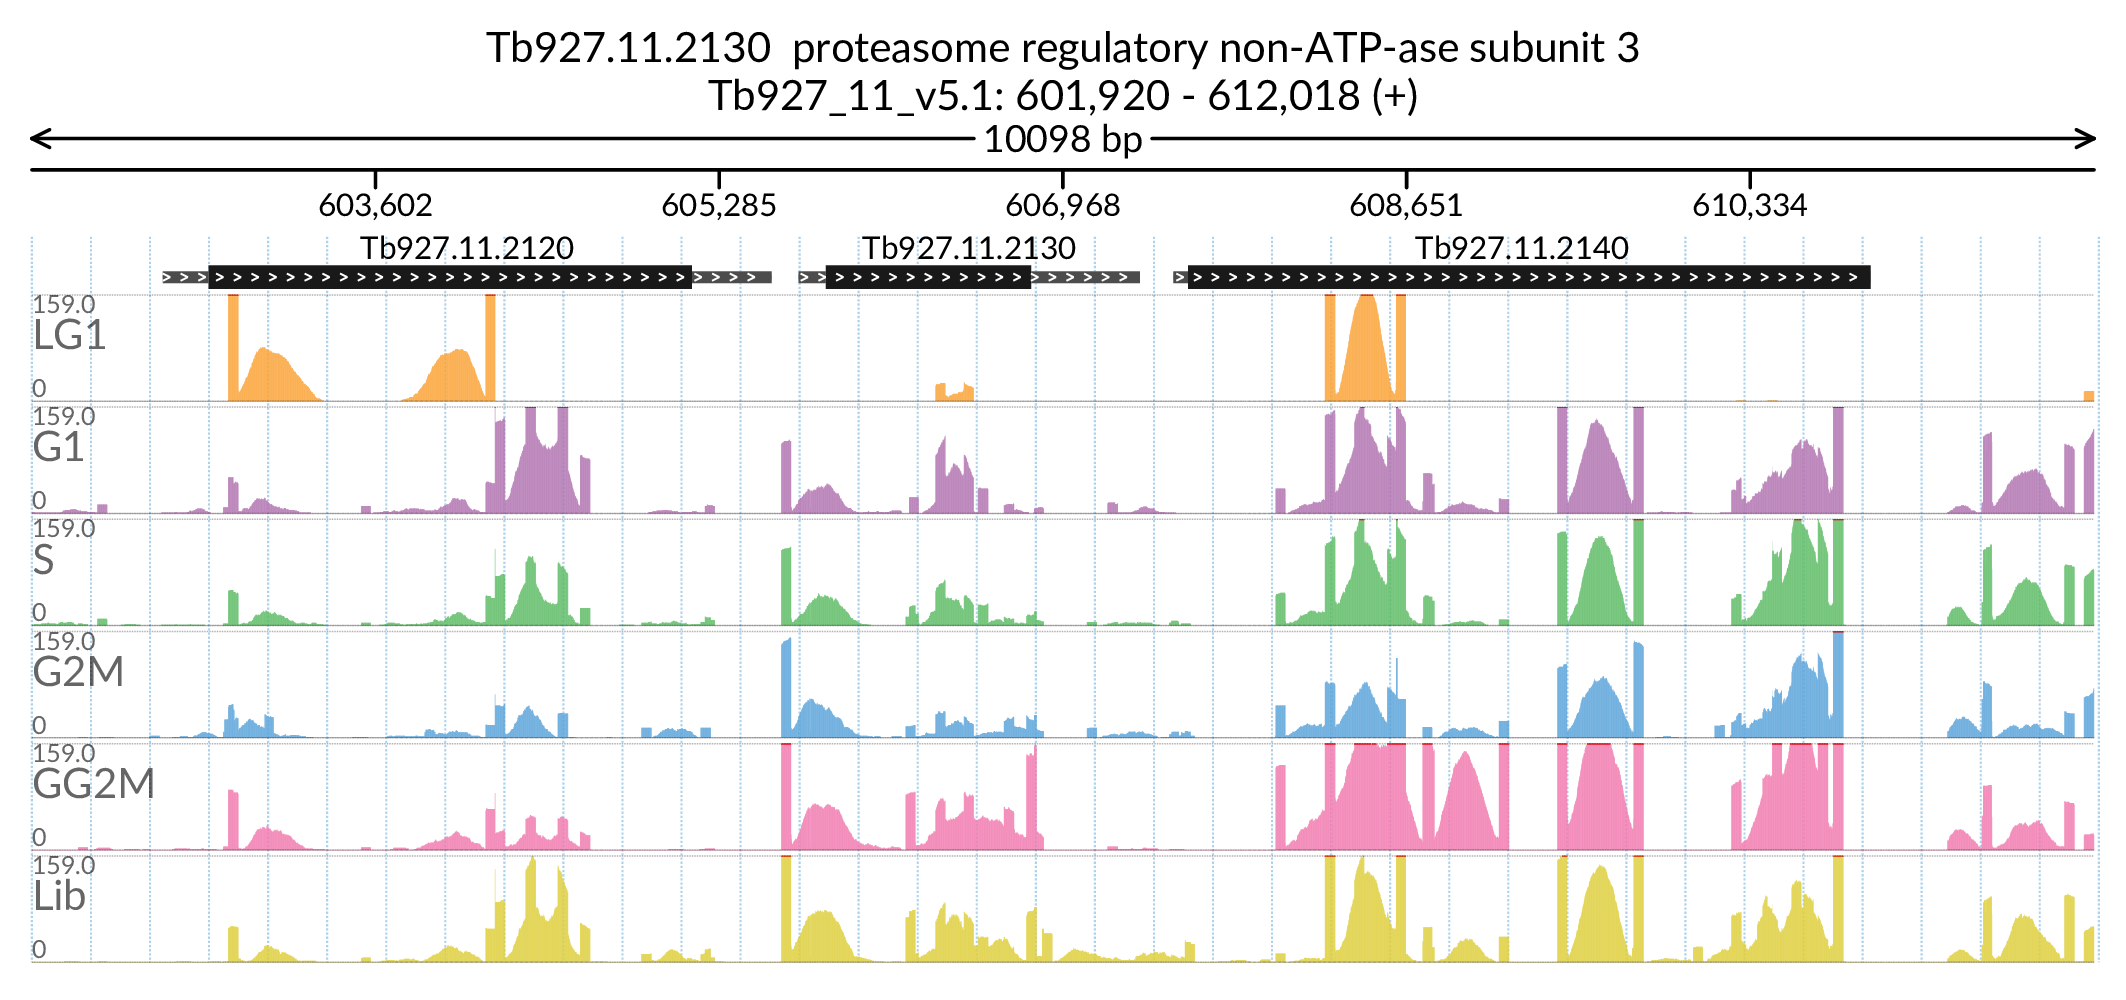 Tb927.11.2130  proteasome regulatory non-ATP-ase subunit 3
Tb927_11_v5.1: 601,920 - 612,018 (+)
10098 bp
603,602 605,285 606,968 608,651 610,334
Tb927.11.2120 Tb927.11.2130 Tb927.11.2140
159.0
LG1
0
159.0
G1
0
159.0
S
0
159.0
G2M
0
159.0
GG2M
0
159.0
Lib
0